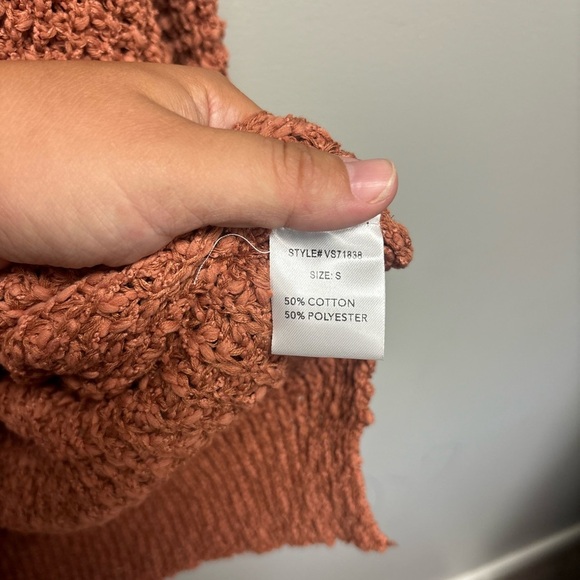 STYLE# VS71838
SIZE: S
50% COTTON
50% POLYESTER